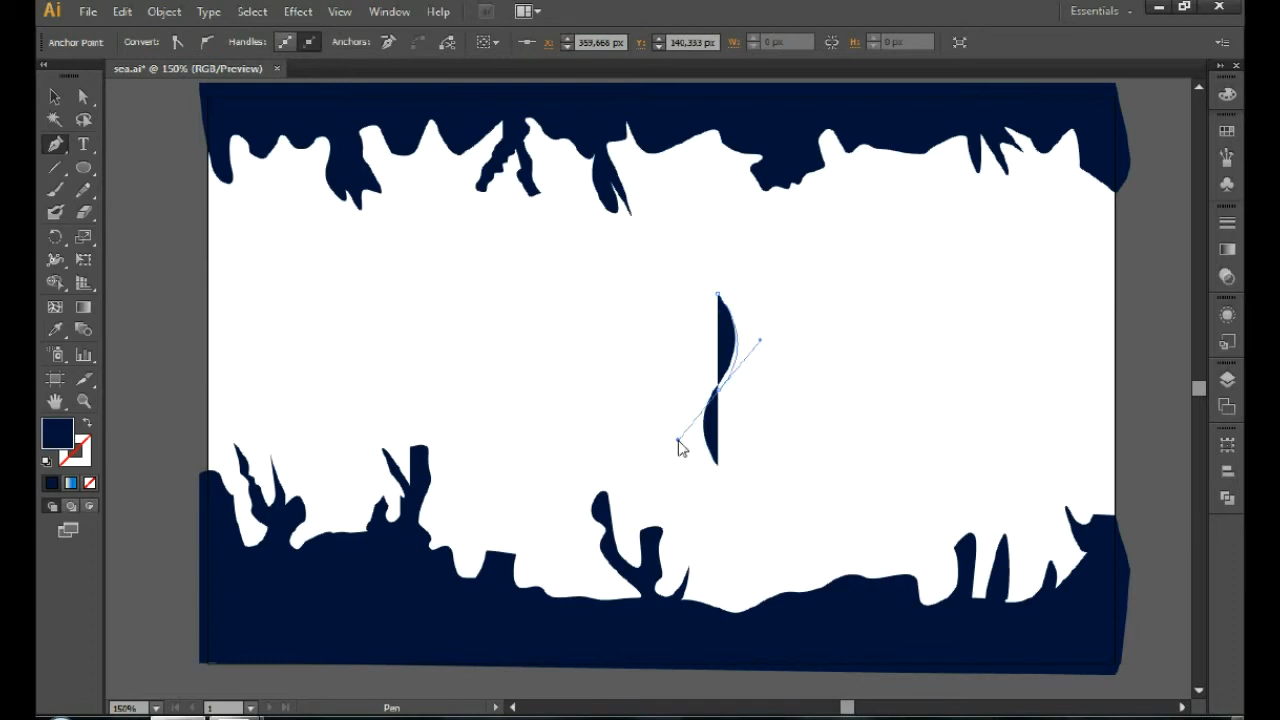 Ai File Edit Object Type Select Effect View Window Help Essentials
Anchor Point Convert: Handles: Anchors: X: 359,666 px Y: 140,333 px W: 0 px H: 0 px
sea.ai* @ 150% (RGB/Preview)
T
150% 1 Pen